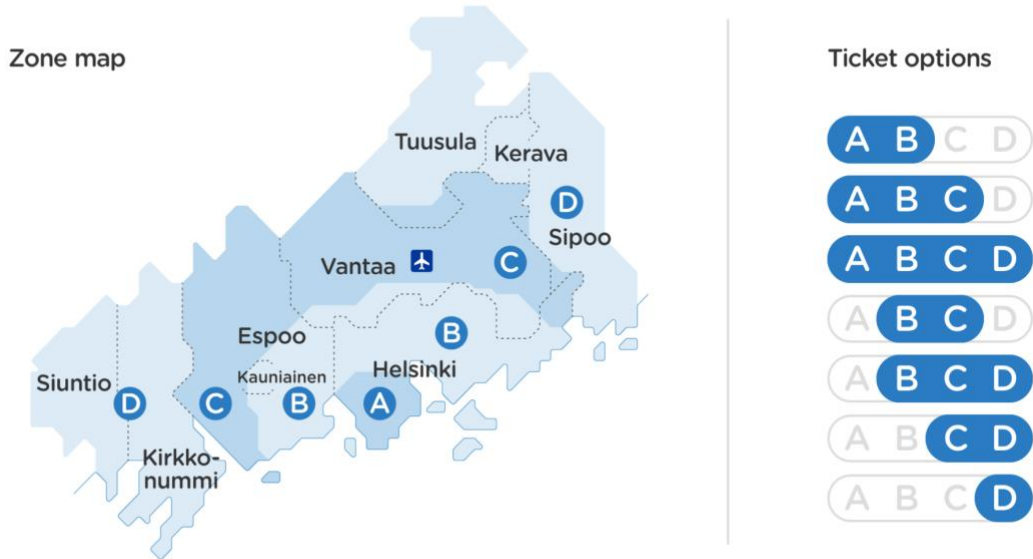 Zone map
Tuusula
Kerava
D
Sipoo
Vantaa
C
Espoo
B
Helsinki
Kauniainen
Siuntio
D
C
B
A
Kirkko-
nummi
Ticket options
A B C D
A B C D
A B C D
A B C D
A B C D
A B C D
A B C D